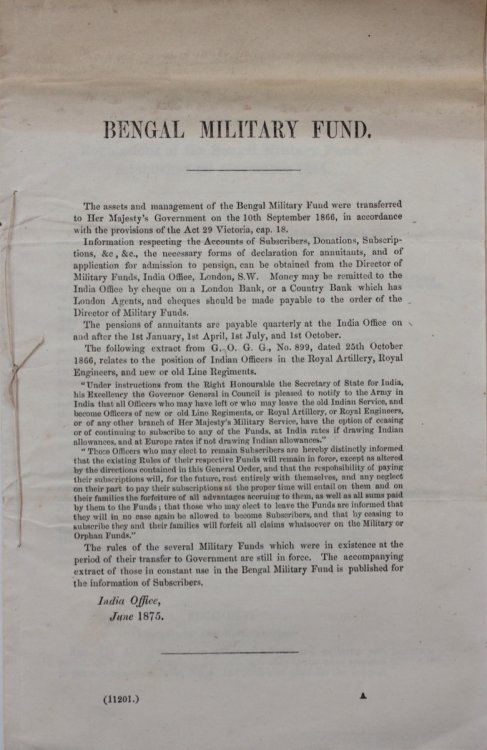 BENGAL MILITARY FUND.
The assets and management of the Bengal Military Fund were transferred
to Her Majesty's Government on the 10th September 1866, in accordance
with the provisions of the Act 29 Victoria, cap. 18.
Information respecting the Accounts of Subscribers, Donations, Subscrip-
tions, &c, &c., the necessary forms of declaration for annuitants, and of
application for admission to pension, can be obtained from the Director of
Military Funds, India Office, London, S.W. Money may be remitted to the
India Office by cheque on a London Bank, or a Country Bank which has
London Agents, and cheques should be made payable to the order of the
Director of Military Funds.
The pensions of annuitants are payable quarterly at the India Office on
and after the 1st January, 1st April, 1st July, and 1st October.
The following extract from G. O. G. G., No. 899, dated 25th October
1866, relates to the position of Indian Officers in the Royal Artillery, Royal
Engineers, and new or old Line Regiments.
"Under instructions from the Right Honourable the Secretary of State for India,
his Excellency the Governor General in Council is pleased to notify to the Army in
India that all Officers who may have left or who may leave the old Indian Service, and
become Officers of new or old Line Regiments, or Royal Artillery, or Royal Engineers,
or of any other branch of Her Majesty's Military Service, have the option of ceasing
or of continuing to subscribe to any of the Funds, at India rates if drawing Indian
allowances, and at Europe rates if not drawing Indian allowances."
"Those Officers who may elect to remain Subscribers are hereby distinctly informed
that the existing Rules of their respective Funds will remain in force, except as altered
by the directions contained in this General Order, and that the responsibility of paying
their subscriptions will, for the future, rest entirely with themselves, and any neglect
on their part to pay their subscriptions at the proper time will entail on them and on
their families the forfeiture of all advantages accruing to them, as well as all sums paid
by them to the Funds; that those who may elect to leave the Funds are informed that
they will in no case again be allowed to become Subscribers, and that by ceasing to
subscribe they and their families will forfeit all claims whatsoever on the Military or
Orphan Funds."
The rules of the several Military Funds which were in existence at the
period of their transfer to Government are still in force. The accompanying
extract of those in constant use in the Bengal Military Fund is published for
the information of Subscribers.
India Office,
June 1875.
(11201.) A